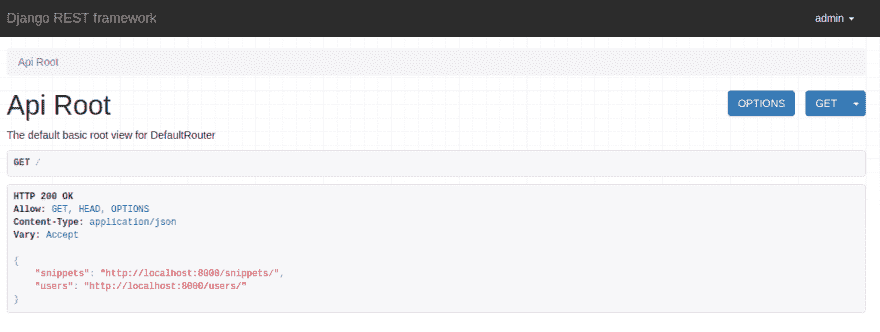 Django REST framework
admin
Api Root
Api Root
OPTIONS
GET
The default basic root view for DefaultRouter
GET /
HTTP 200 OK
Allow: GET, HEAD, OPTIONS
Content-Type: application/json
Vary: Accept
{
"snippets": "http://localhost:8000/snippets/",
"users": "http://localhost:8000/users/"
}